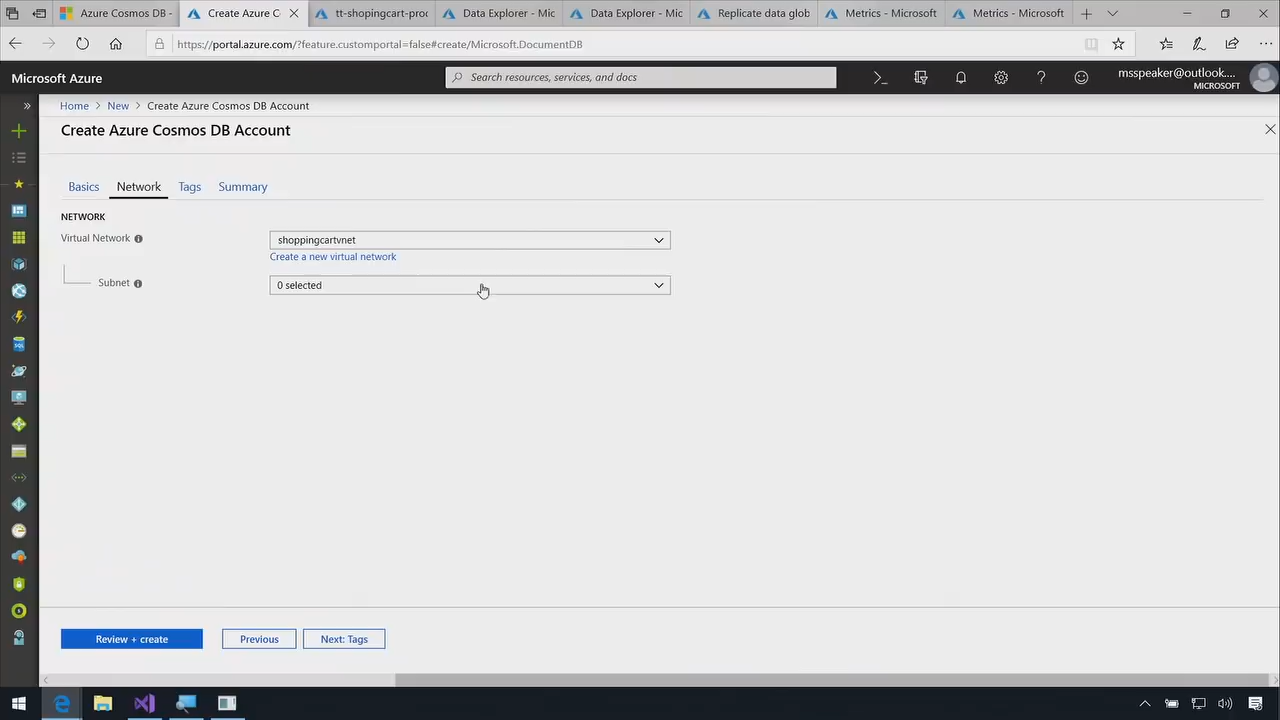 Azure Cosmos DB -
Create Azure C
tt-shopingcart-pro
Data Explorer - Mic
Data Explorer - Mic
Replicate data glob
Metrics - Microsoft
Metrics - Microsoft
https://portal.azure.com/?feature.customportal=false#create/Microsoft.DocumentDB
Microsoft Azure
Search resources, services, and docs
msspeaker@outlook....
MICROSOFT
Home > New > Create Azure Cosmos DB Account
Create Azure Cosmos DB Account
Basics Network Tags Summary
NETWORK
Virtual Network
shoppingcartvnet
Create a new virtual network
Subnet
0 selected
Review + create
Previous
Next: Tags
SQL